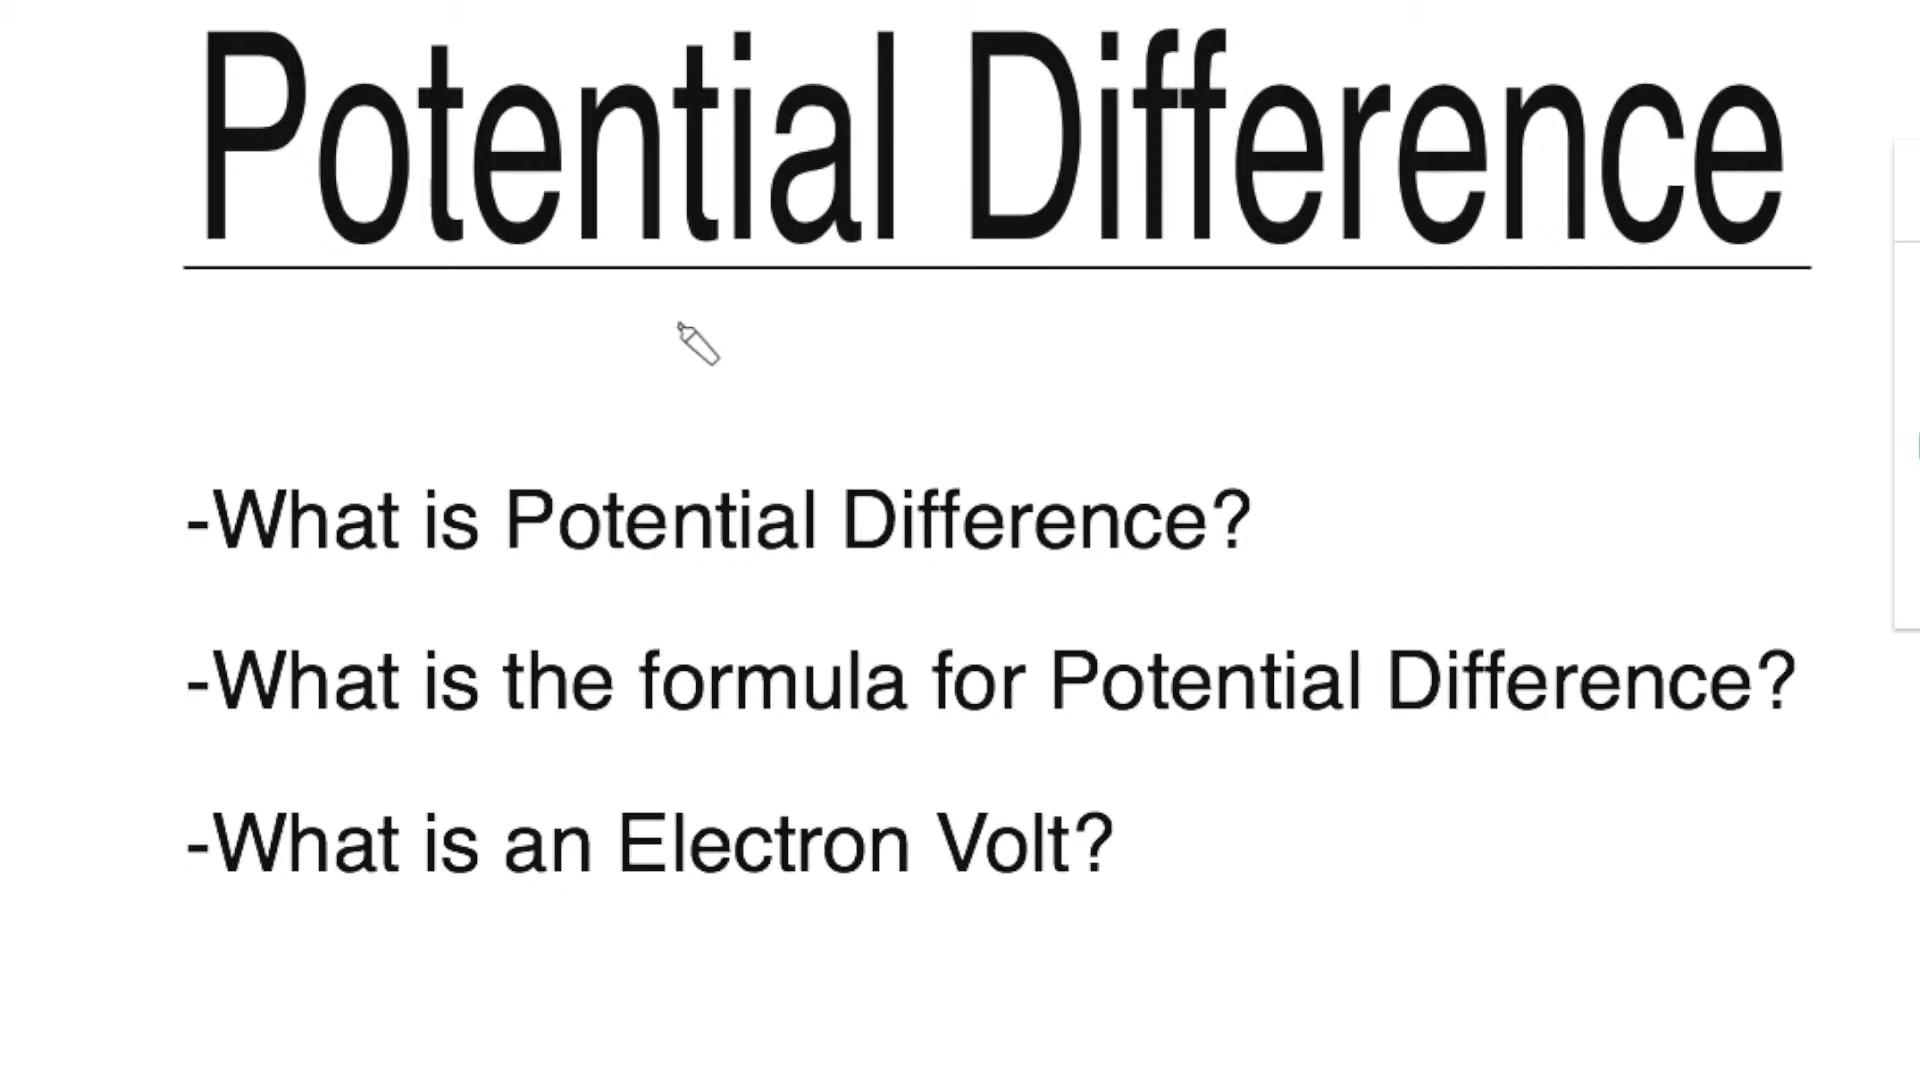 Potential Difference
-What is Potential Difference?
-What is the formula for Potential Difference?
-What is an Electron Volt?